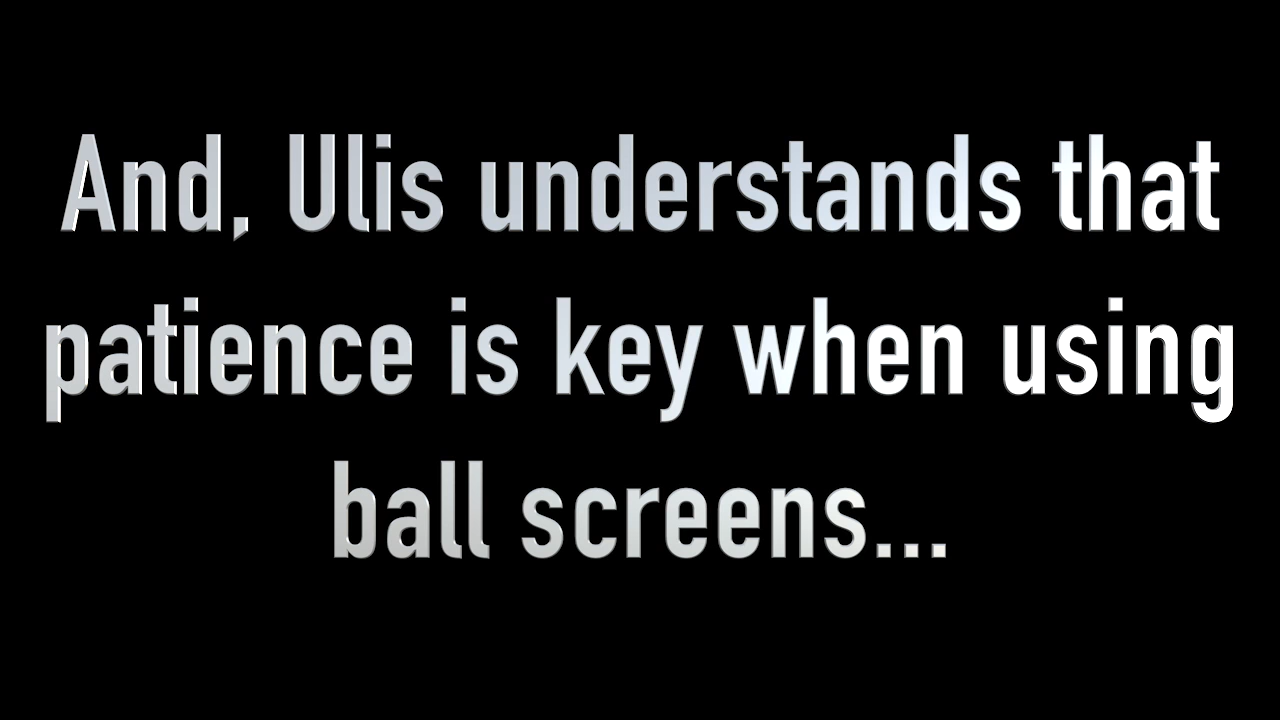 And, Ulis understands that
patience is key when using
ball screens...